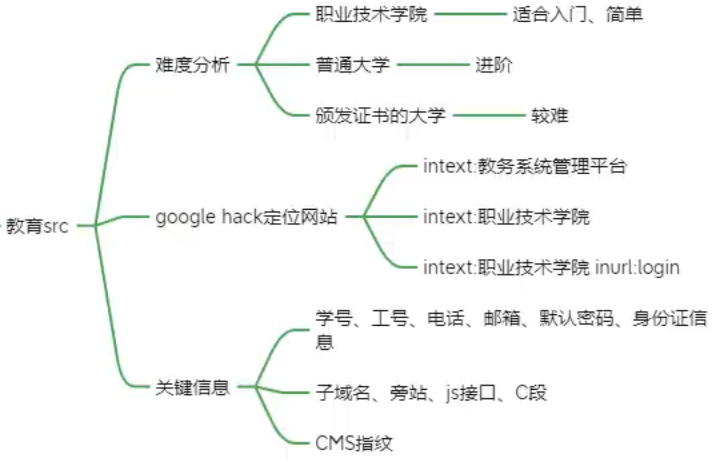 教育src
难度分析
职业技术学院
适合入门、简单
普通大学
进阶
颁发证书的大学
较难
google hack定位网站
intext:教务系统管理平台
intext:职业技术学院
intext:职业技术学院 inurl:login
关键信息
学号、工号、电话、邮箱、默认密码、身份证信
息
子域名、旁站、js接口、C段
CMS指纹